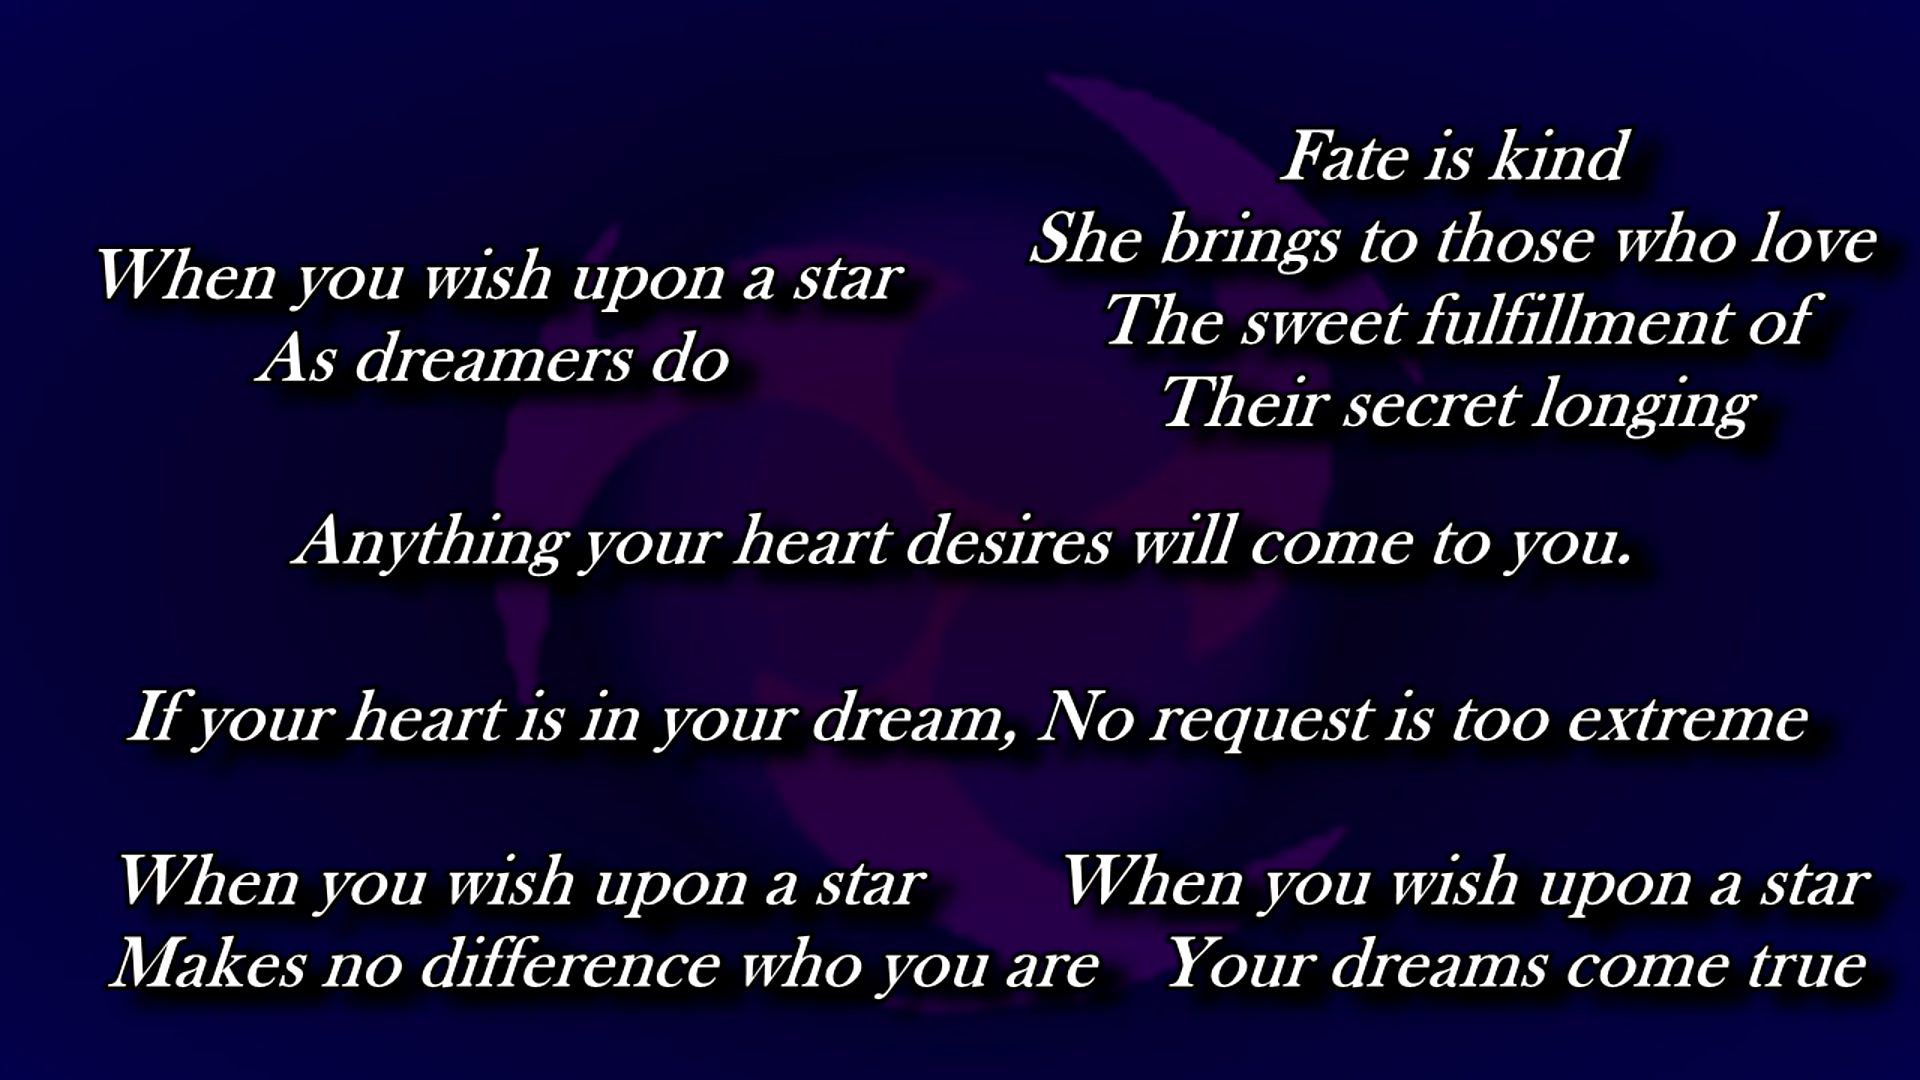 When you wish upon a star
As dreamers do
Fate is kind
She brings to those who love
The sweet fulfillment of
Their secret longing
Anything your heart desires will come to you.
If your heart is in your dream, No request is too extreme
When you wish upon a star
Makes no difference who you are
When you wish upon a star
Your dreams come true